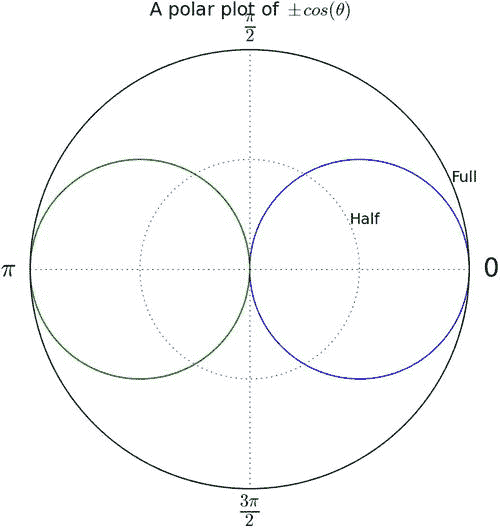 A polar plot of ±cos(θ)
π/2
Full
Half
π
0
3π/2